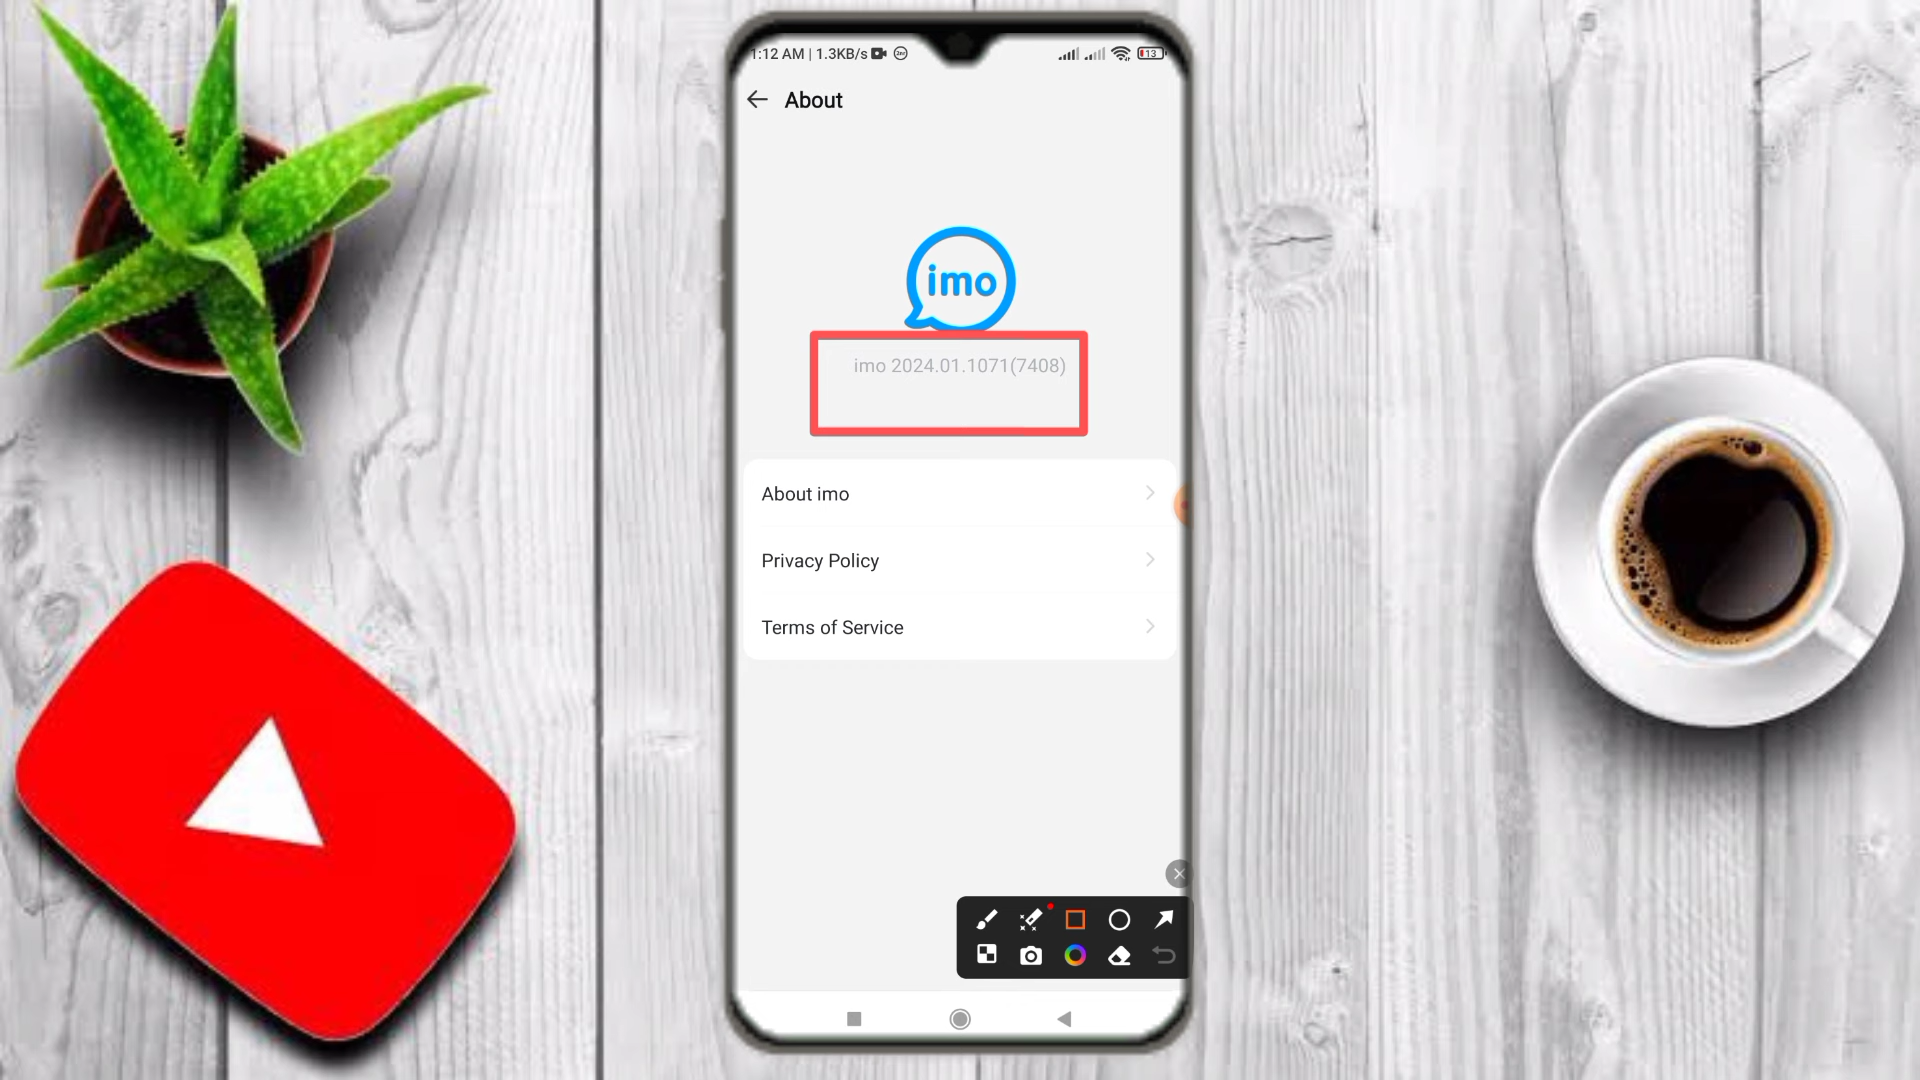 1:12 AM | 1.3KB/s
13
About
imo
imo 2024.01.1071(7408)
About imo
Privacy Policy
Terms of Service